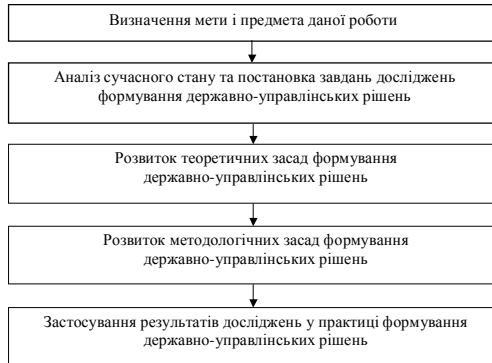 Визначення мети і предмета даної роботи
Аналіз сучасного стану та постановка завдань досліджень
формування державно-управлінських рішень
Розвиток теоретичних засад формування
державно-управлінських рішень
Розвиток методологічних засад формування
державно-управлінських рішень
Застосування результатів досліджень у практиці формування
державно-управлінських рішень